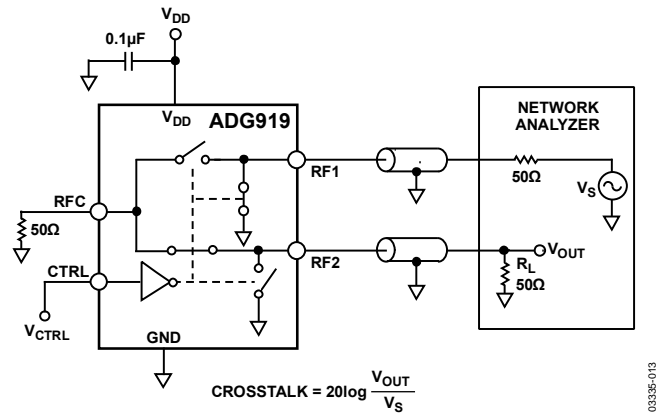 VDD
0.1µF
VDD
ADG919
NETWORK
ANALYZER
RF1
50Ω
VS
RFC
50Ω
RF2
VOUT
RL
50Ω
CTRL
VCTRL
GND
CROSSTALK = 20log VOUT
VS
03335-013